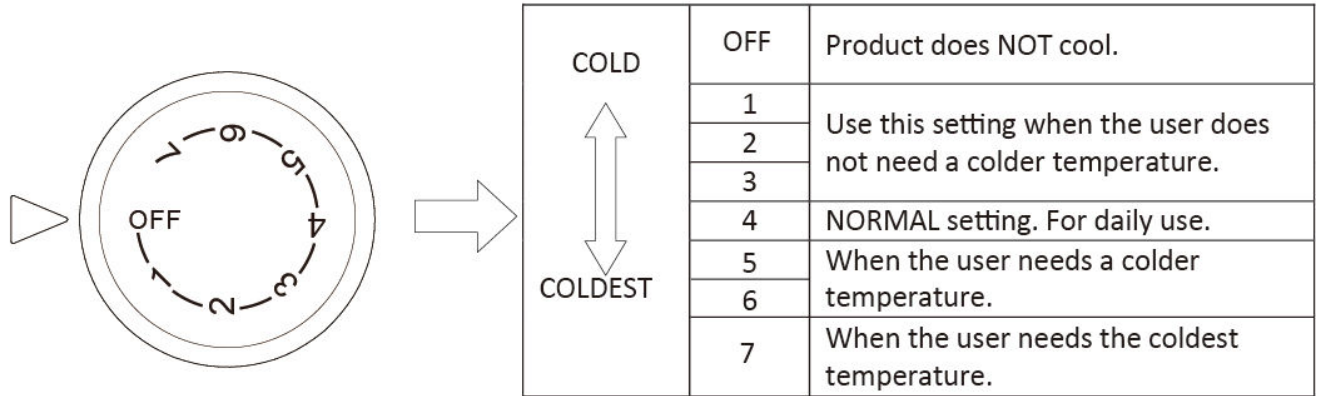 OFF
1
2
3
4
5
6
7
COLD
COLDEST
OFF
Product does NOT cool.
1
2
3
Use this setting when the user does
not need a colder temperature.
4
NORMAL setting. For daily use.
5
6
When the user needs a colder
temperature.
7
When the user needs the coldest
temperature.